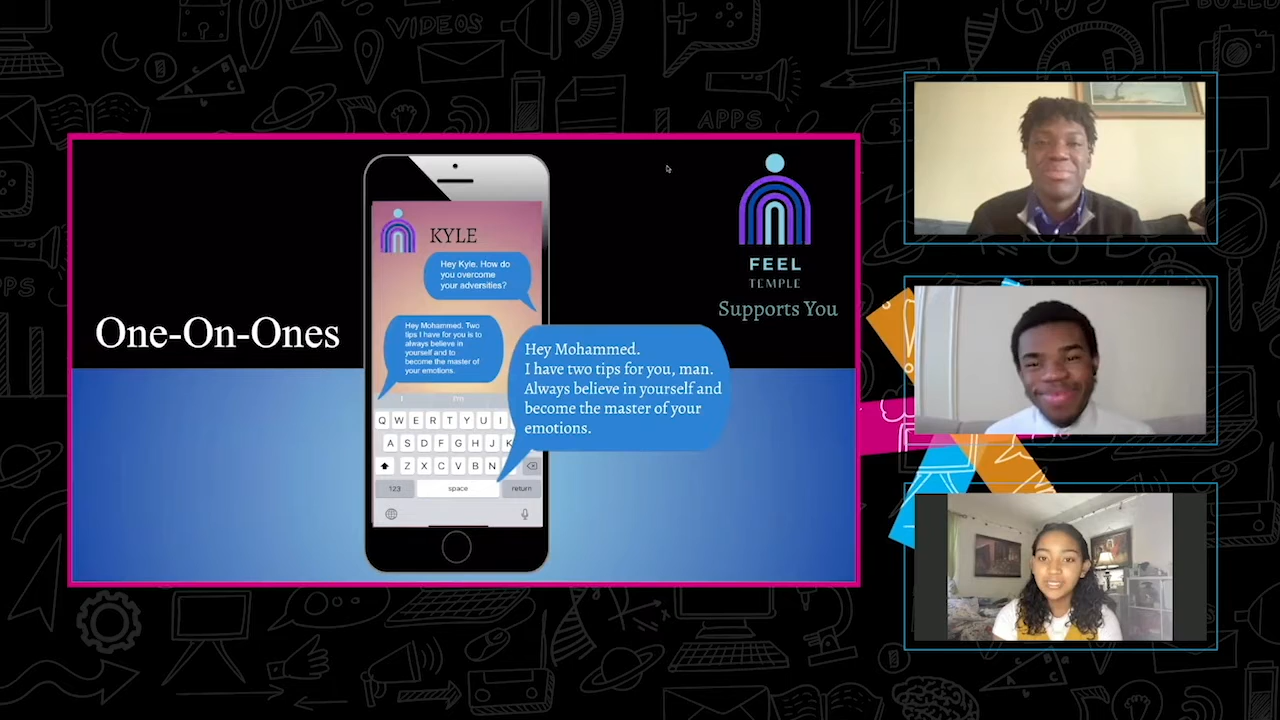 VIDEOS
APPS
BUILD
One-On-Ones
KYLE
Hey Kyle. How do
you overcome
your adversities?
Hey Mohammed. Two
tips I have for you is to
always believe in
yourself and to
become the master of
your emotions.
Hey Mohammed.
I have two tips for you, man.
Always believe in yourself and
become the master of your
emotions.
I I'm
Q W E R T Y U I
A S D F G H J K
Z X C V B N
123 space return
FEEL
TEMPLE
Supports You